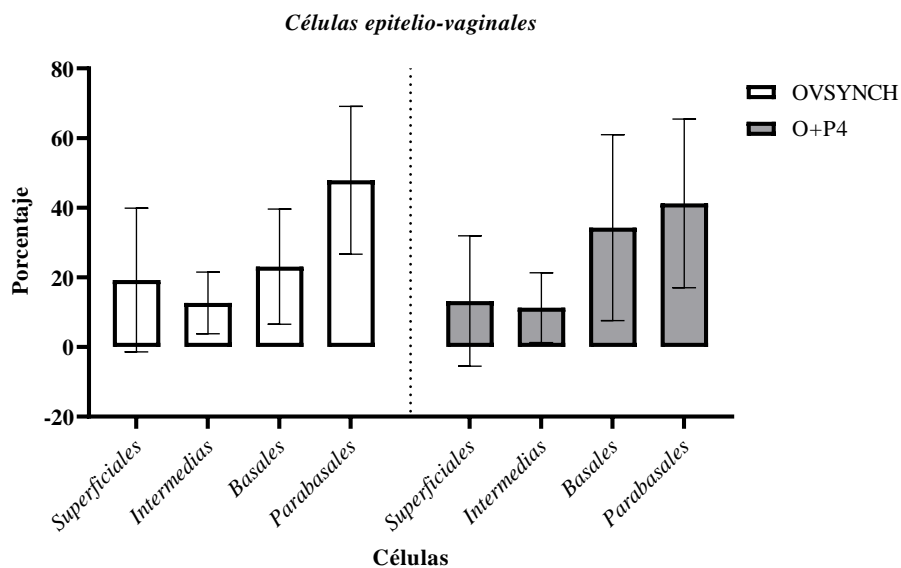 Células epitelio-vaginales
80
60
40
20
0
-20
Porcentaje
OVSYNCH
O+P4
Superficiales
Intermedias
Basales
Parabasales
Superficiales
Intermedias
Basales
Parabasales
Células